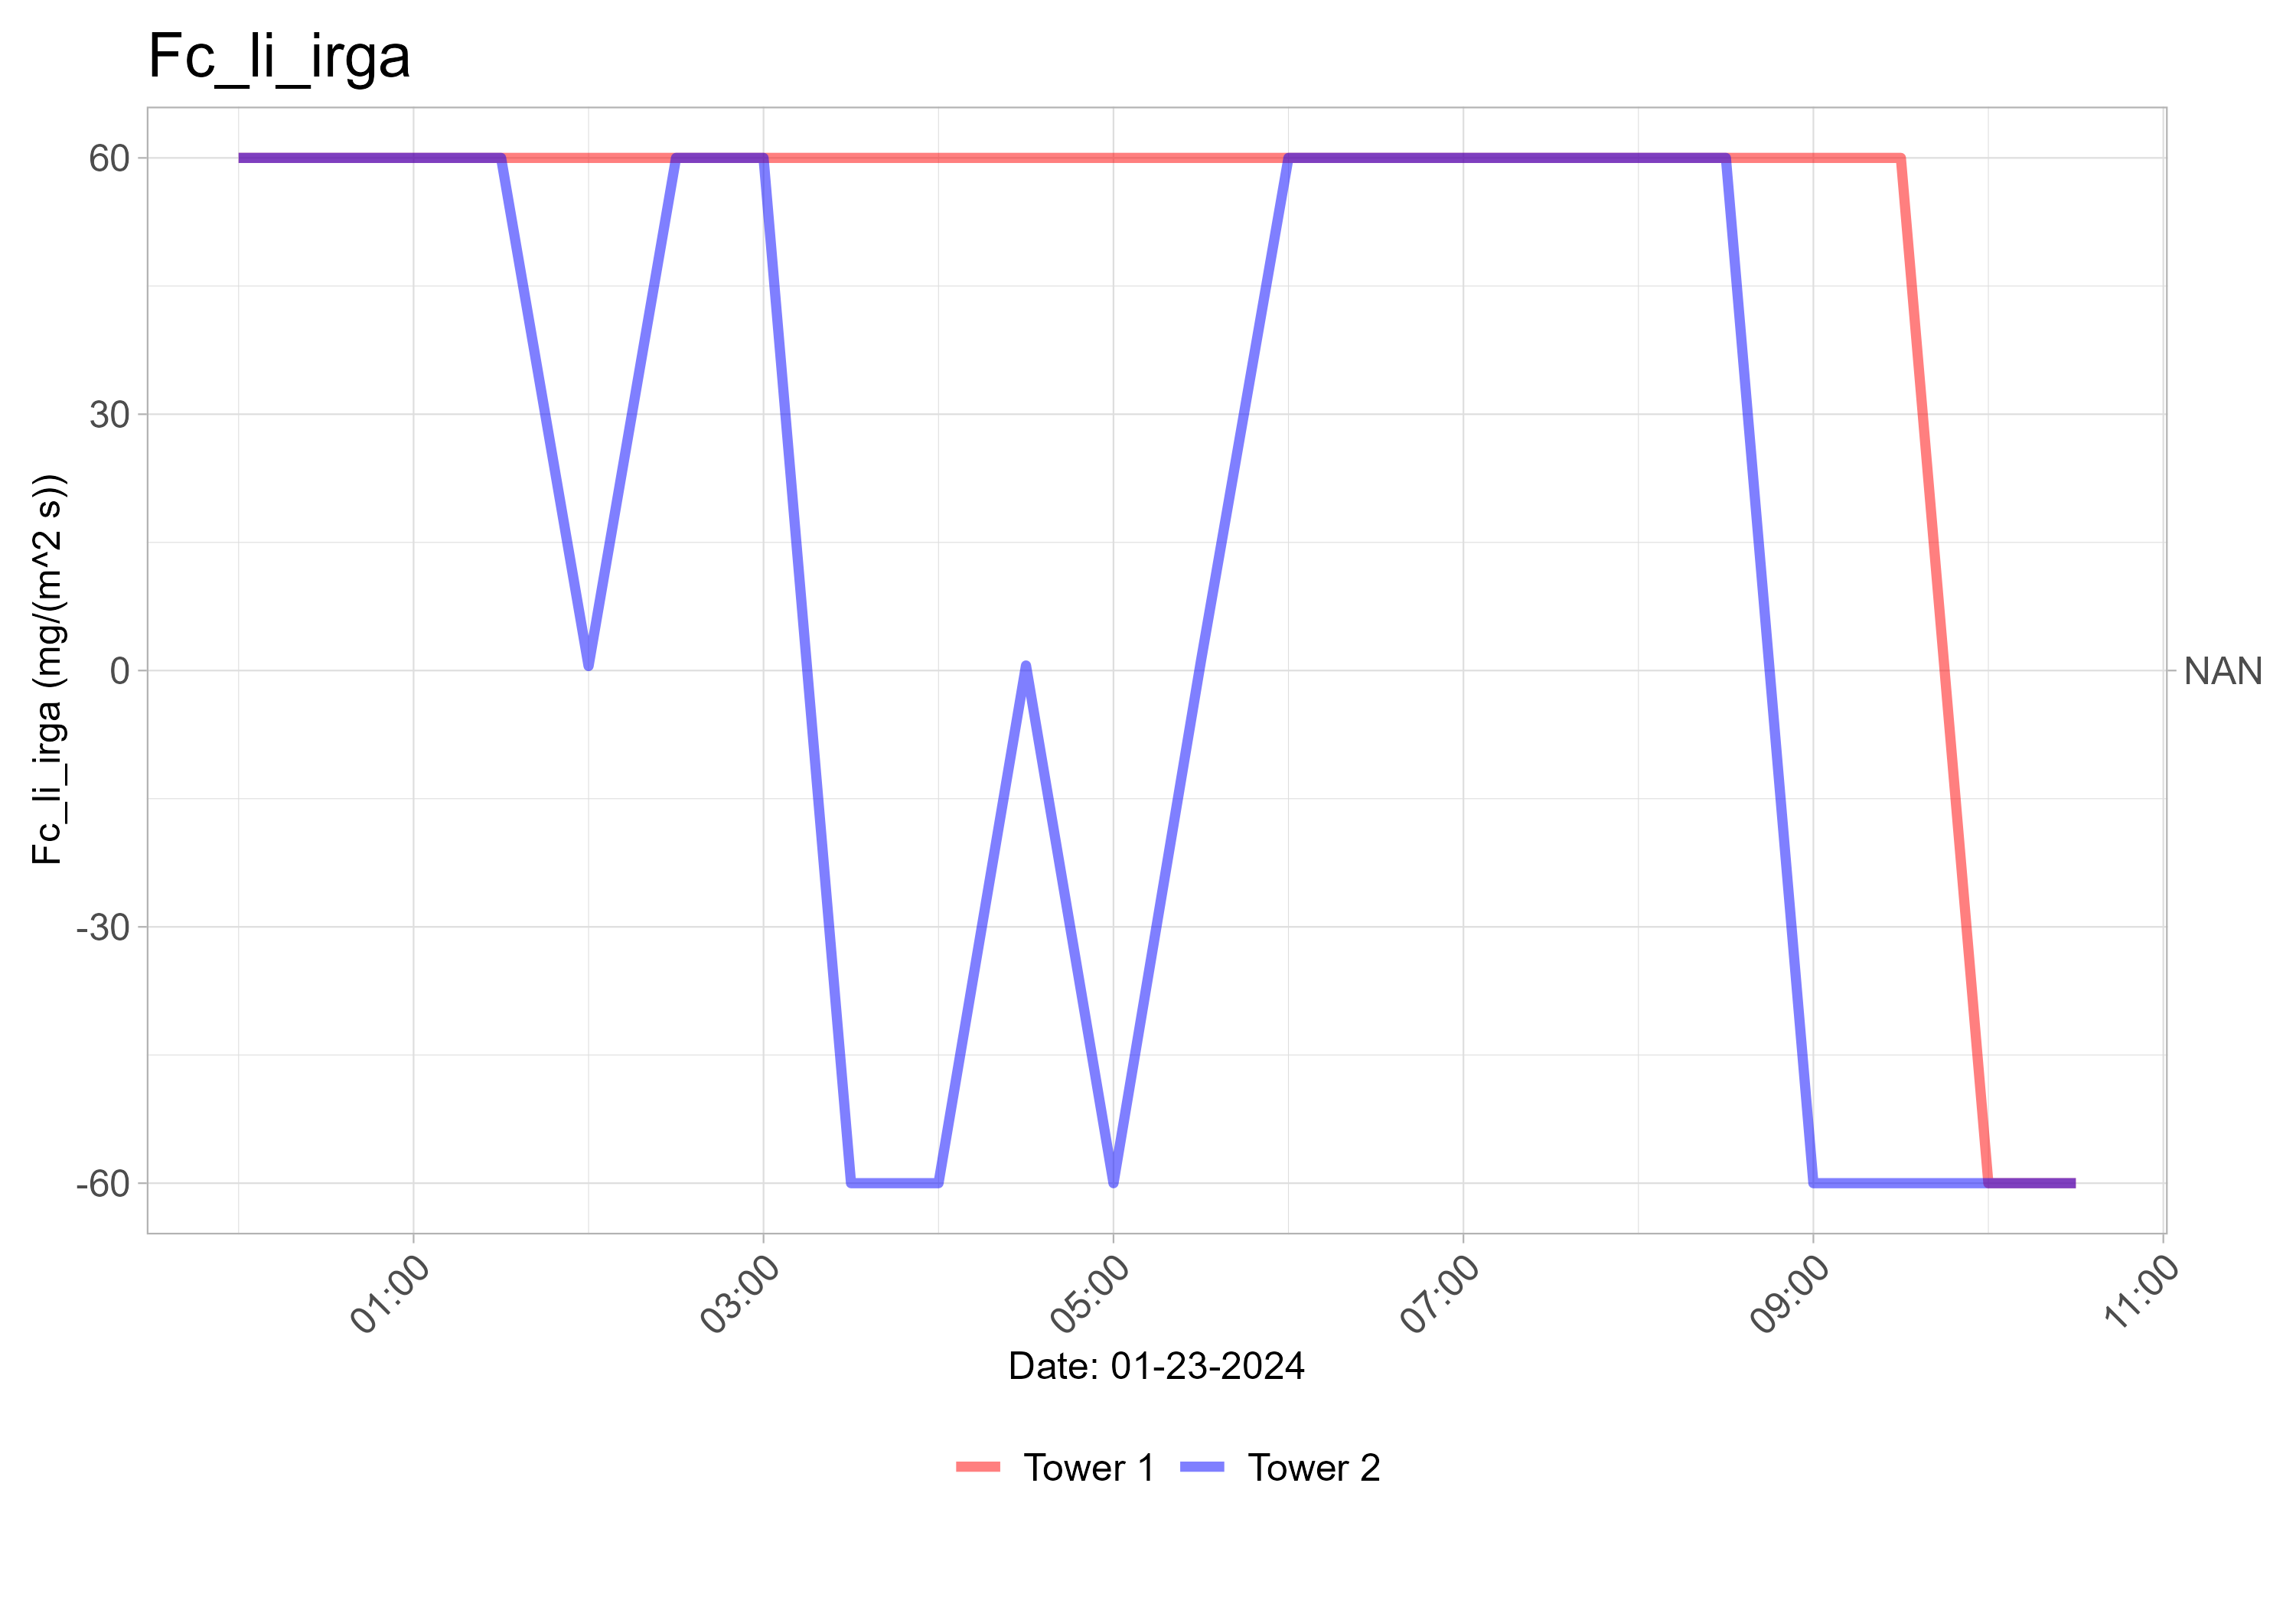 Fc_li_irga
60
30
0
-30
-60
Fc_li_irga (mg/(m^2 s))
NAN
01:00 03:00 05:00 07:00 09:00 11:00
Date: 01-23-2024
Tower 1 Tower 2